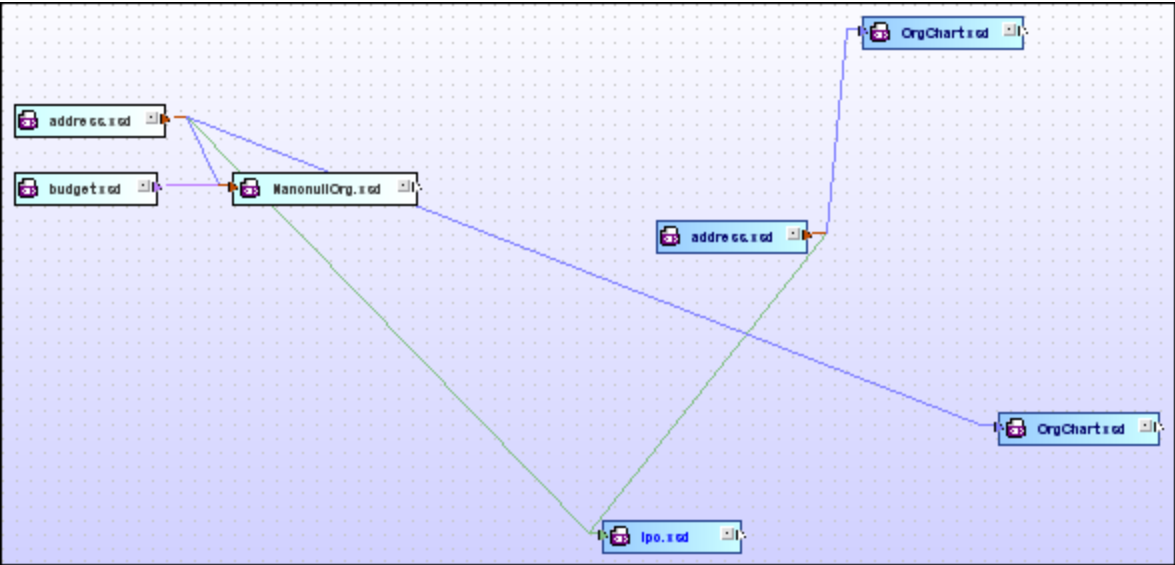 OrgChart.xsd
address.xsd
budget.xsd
NanonullOrg.xsd
address.xsd
OrgChart.xsd
ipo.xsd